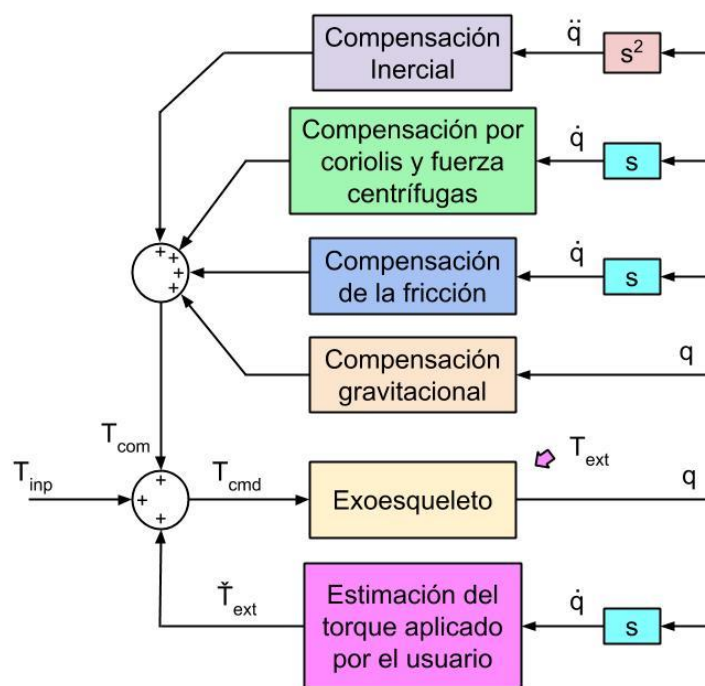 Compensación
Inercial
q̈
s²
Compensación por
coriolis y fuerza
centrífugas
q̇
s
+
+
+
+
Compensación
de la fricción
q̇
s
Compensación
gravitacional
q
T_com
T_inp
+
+
+
T_cmd
Exoesqueleto
T_ext
q
Ť_ext
Estimación del
torque aplicado
por el usuario
q̇
s